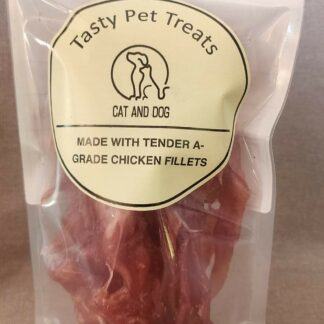 Tasty Pet Treats
CAT AND DOG
MADE WITH TENDER A-
GRADE CHICKEN FILLETS